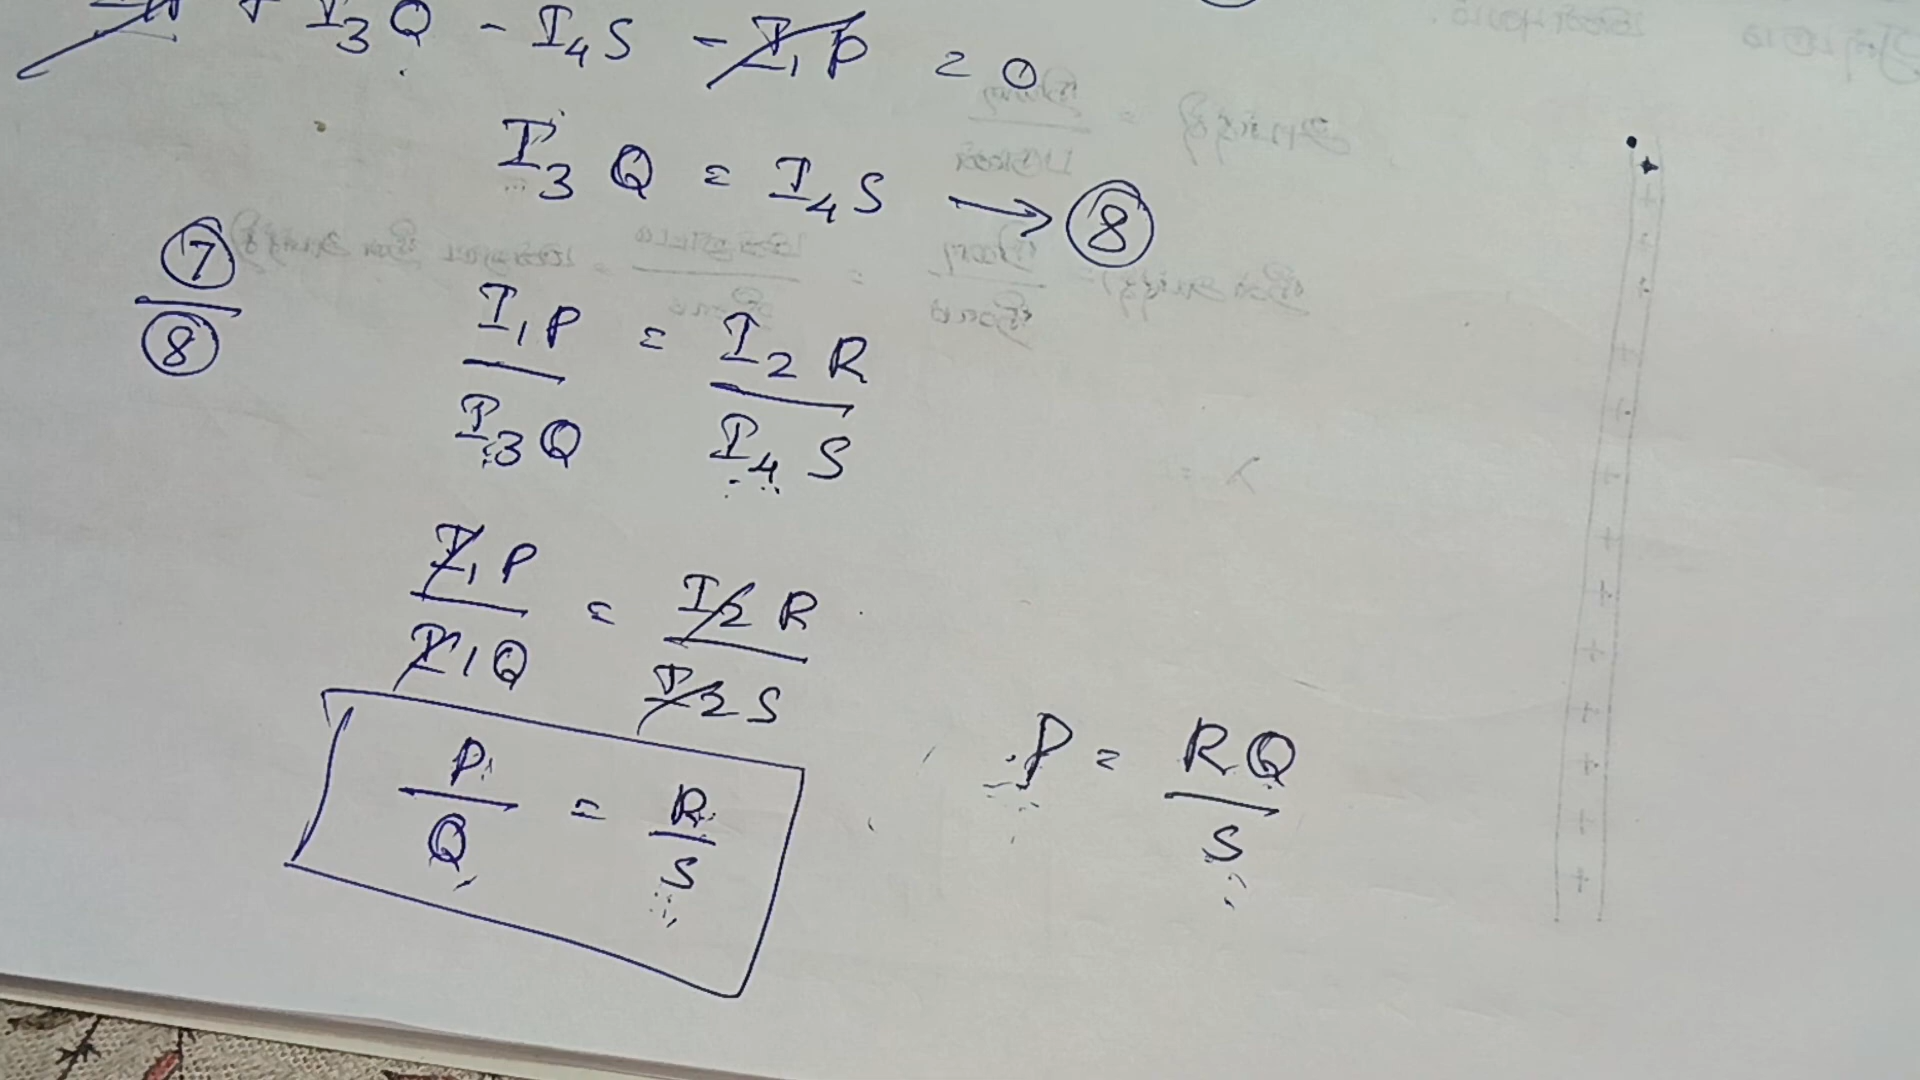 + I₃Q - I₄S - I₁P = 0
I₃Q = I₄S → ⑧
⑦/⑧ I₁P/I₃Q = I₂R/I₄S
I₁P/I₁Q = I₂R/I₂S
P/Q = R/S
P = RQ/S